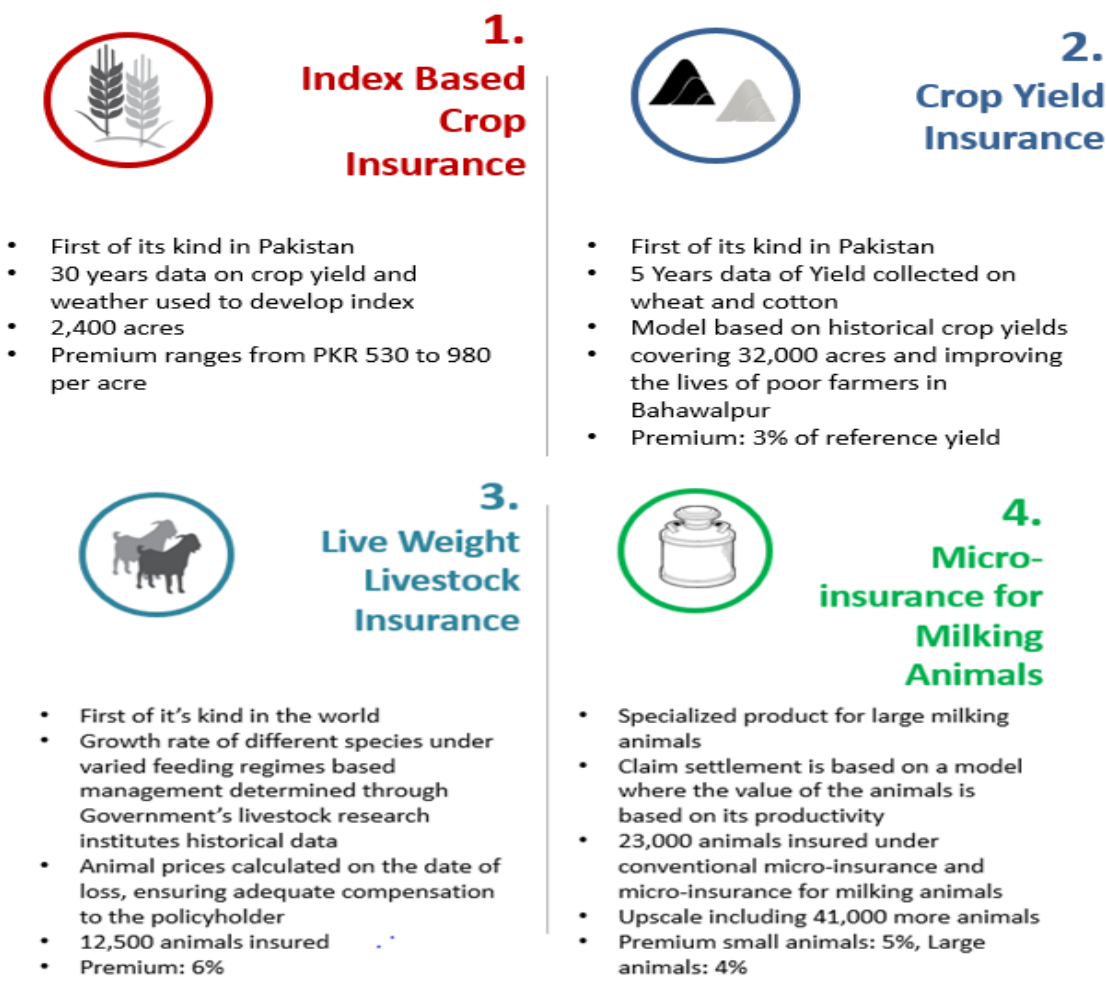 1.
Index Based
Crop
Insurance
• First of its kind in Pakistan
• 30 years data on crop yield and
weather used to develop index
• 2,400 acres
• Premium ranges from PKR 530 to 980
per acre
2.
Crop Yield
Insurance
• First of its kind in Pakistan
• 5 Years data of Yield collected on
wheat and cotton
• Model based on historical crop yields
• covering 32,000 acres and improving
the lives of poor farmers in
Bahawalpur
• Premium: 3% of reference yield
3.
Live Weight
Livestock
Insurance
• First of it’s kind in the world
• Growth rate of different species under
varied feeding regimes based
management determined through
Government’s livestock research
institutes historical data
• Animal prices calculated on the date of
loss, ensuring adequate compensation
to the policyholder
• 12,500 animals insured
• Premium: 6%
4.
Micro-
insurance for
Milking
Animals
• Specialized product for large milking
animals
• Claim settlement is based on a model
where the value of the animals is
based on its productivity
• 23,000 animals insured under
conventional micro-insurance and
micro-insurance for milking animals
• Upscale including 41,000 more animals
• Premium small animals: 5%, Large
animals: 4%